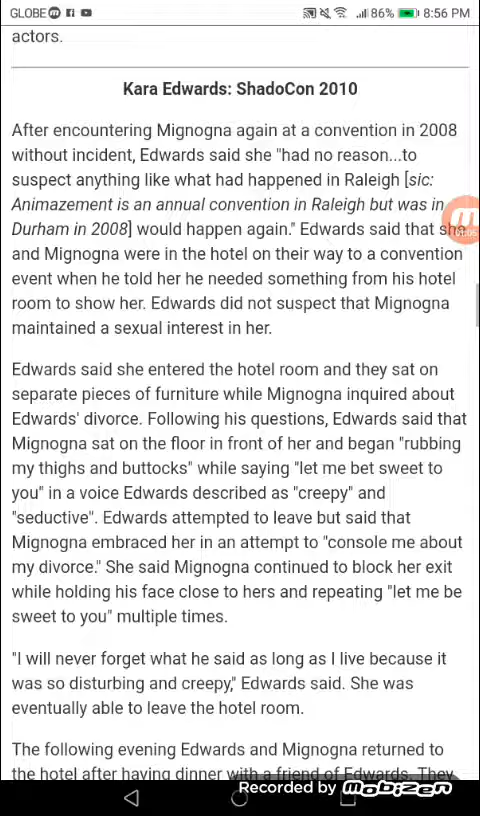 GLOBE 86% 8:56 PM
actors.
Kara Edwards: ShadoCon 2010
After encountering Mignogna again at a convention in 2008
without incident, Edwards said she "had no reason...to
suspect anything like what had happened in Raleigh [sic:
Animazement is an annual convention in Raleigh but was in
Durham in 2008] would happen again." Edwards said that she
and Mignogna were in the hotel on their way to a convention
event when he told her he needed something from his hotel
room to show her. Edwards did not suspect that Mignogna
maintained a sexual interest in her.
Edwards said she entered the hotel room and they sat on
separate pieces of furniture while Mignogna inquired about
Edwards' divorce. Following his questions, Edwards said that
Mignogna sat on the floor in front of her and began "rubbing
my thighs and buttocks" while saying "let me bet sweet to
you" in a voice Edwards described as "creepy" and
"seductive". Edwards attempted to leave but said that
Mignogna embraced her in an attempt to "console me about
my divorce." She said Mignogna continued to block her exit
while holding his face close to hers and repeating "let me be
sweet to you" multiple times.
"I will never forget what he said as long as I live because it
was so disturbing and creepy," Edwards said. She was
eventually able to leave the hotel room.
The following evening Edwards and Mignogna returned to
the hotel after having dinner with a friend of Edwards. They
Recorded by Mobizen